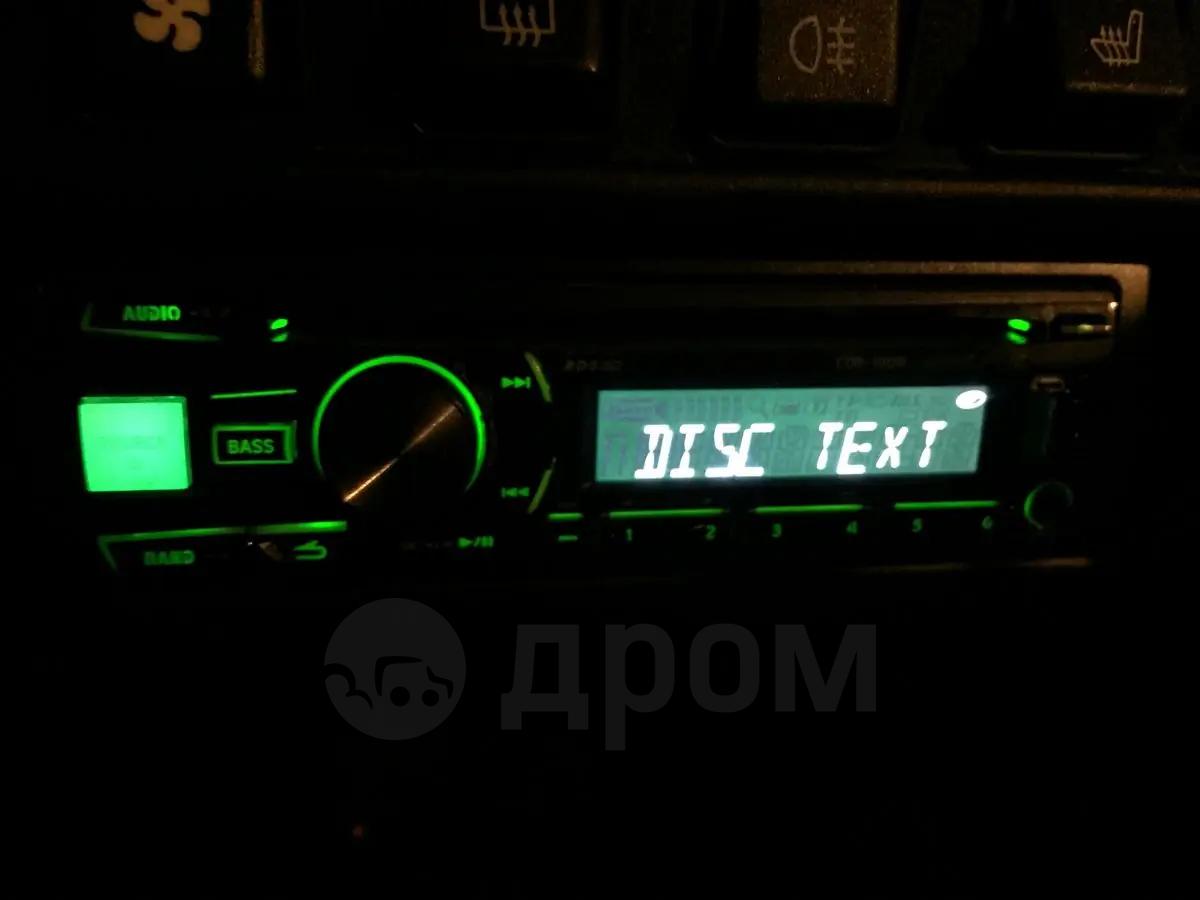 AUDIO
BASS
DISC TEXT
1 2 3 4 5 6
BAND
дром